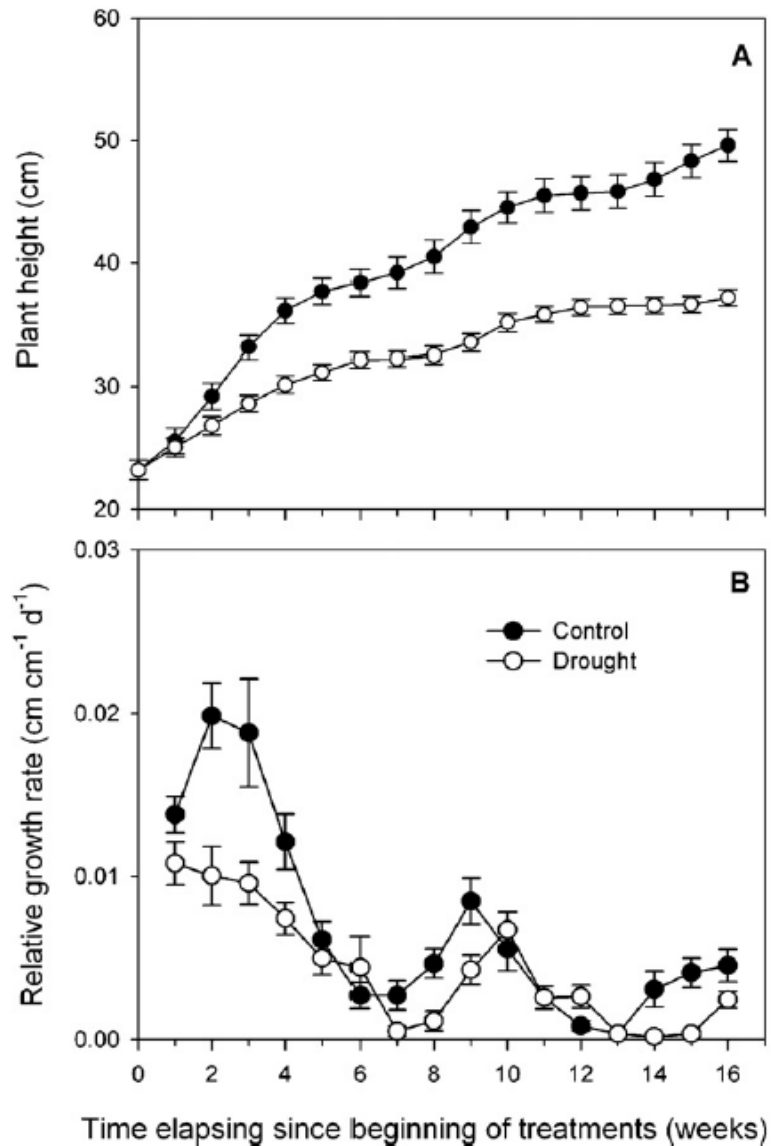 60
A
50
Plant height (cm)
40
30
20
0.03
B
Control
Drought
Relative growth rate (cm cm⁻¹ d⁻¹)
0.02
0.01
0.00
0 2 4 6 8 10 12 14 16
Time elapsing since beginning of treatments (weeks)